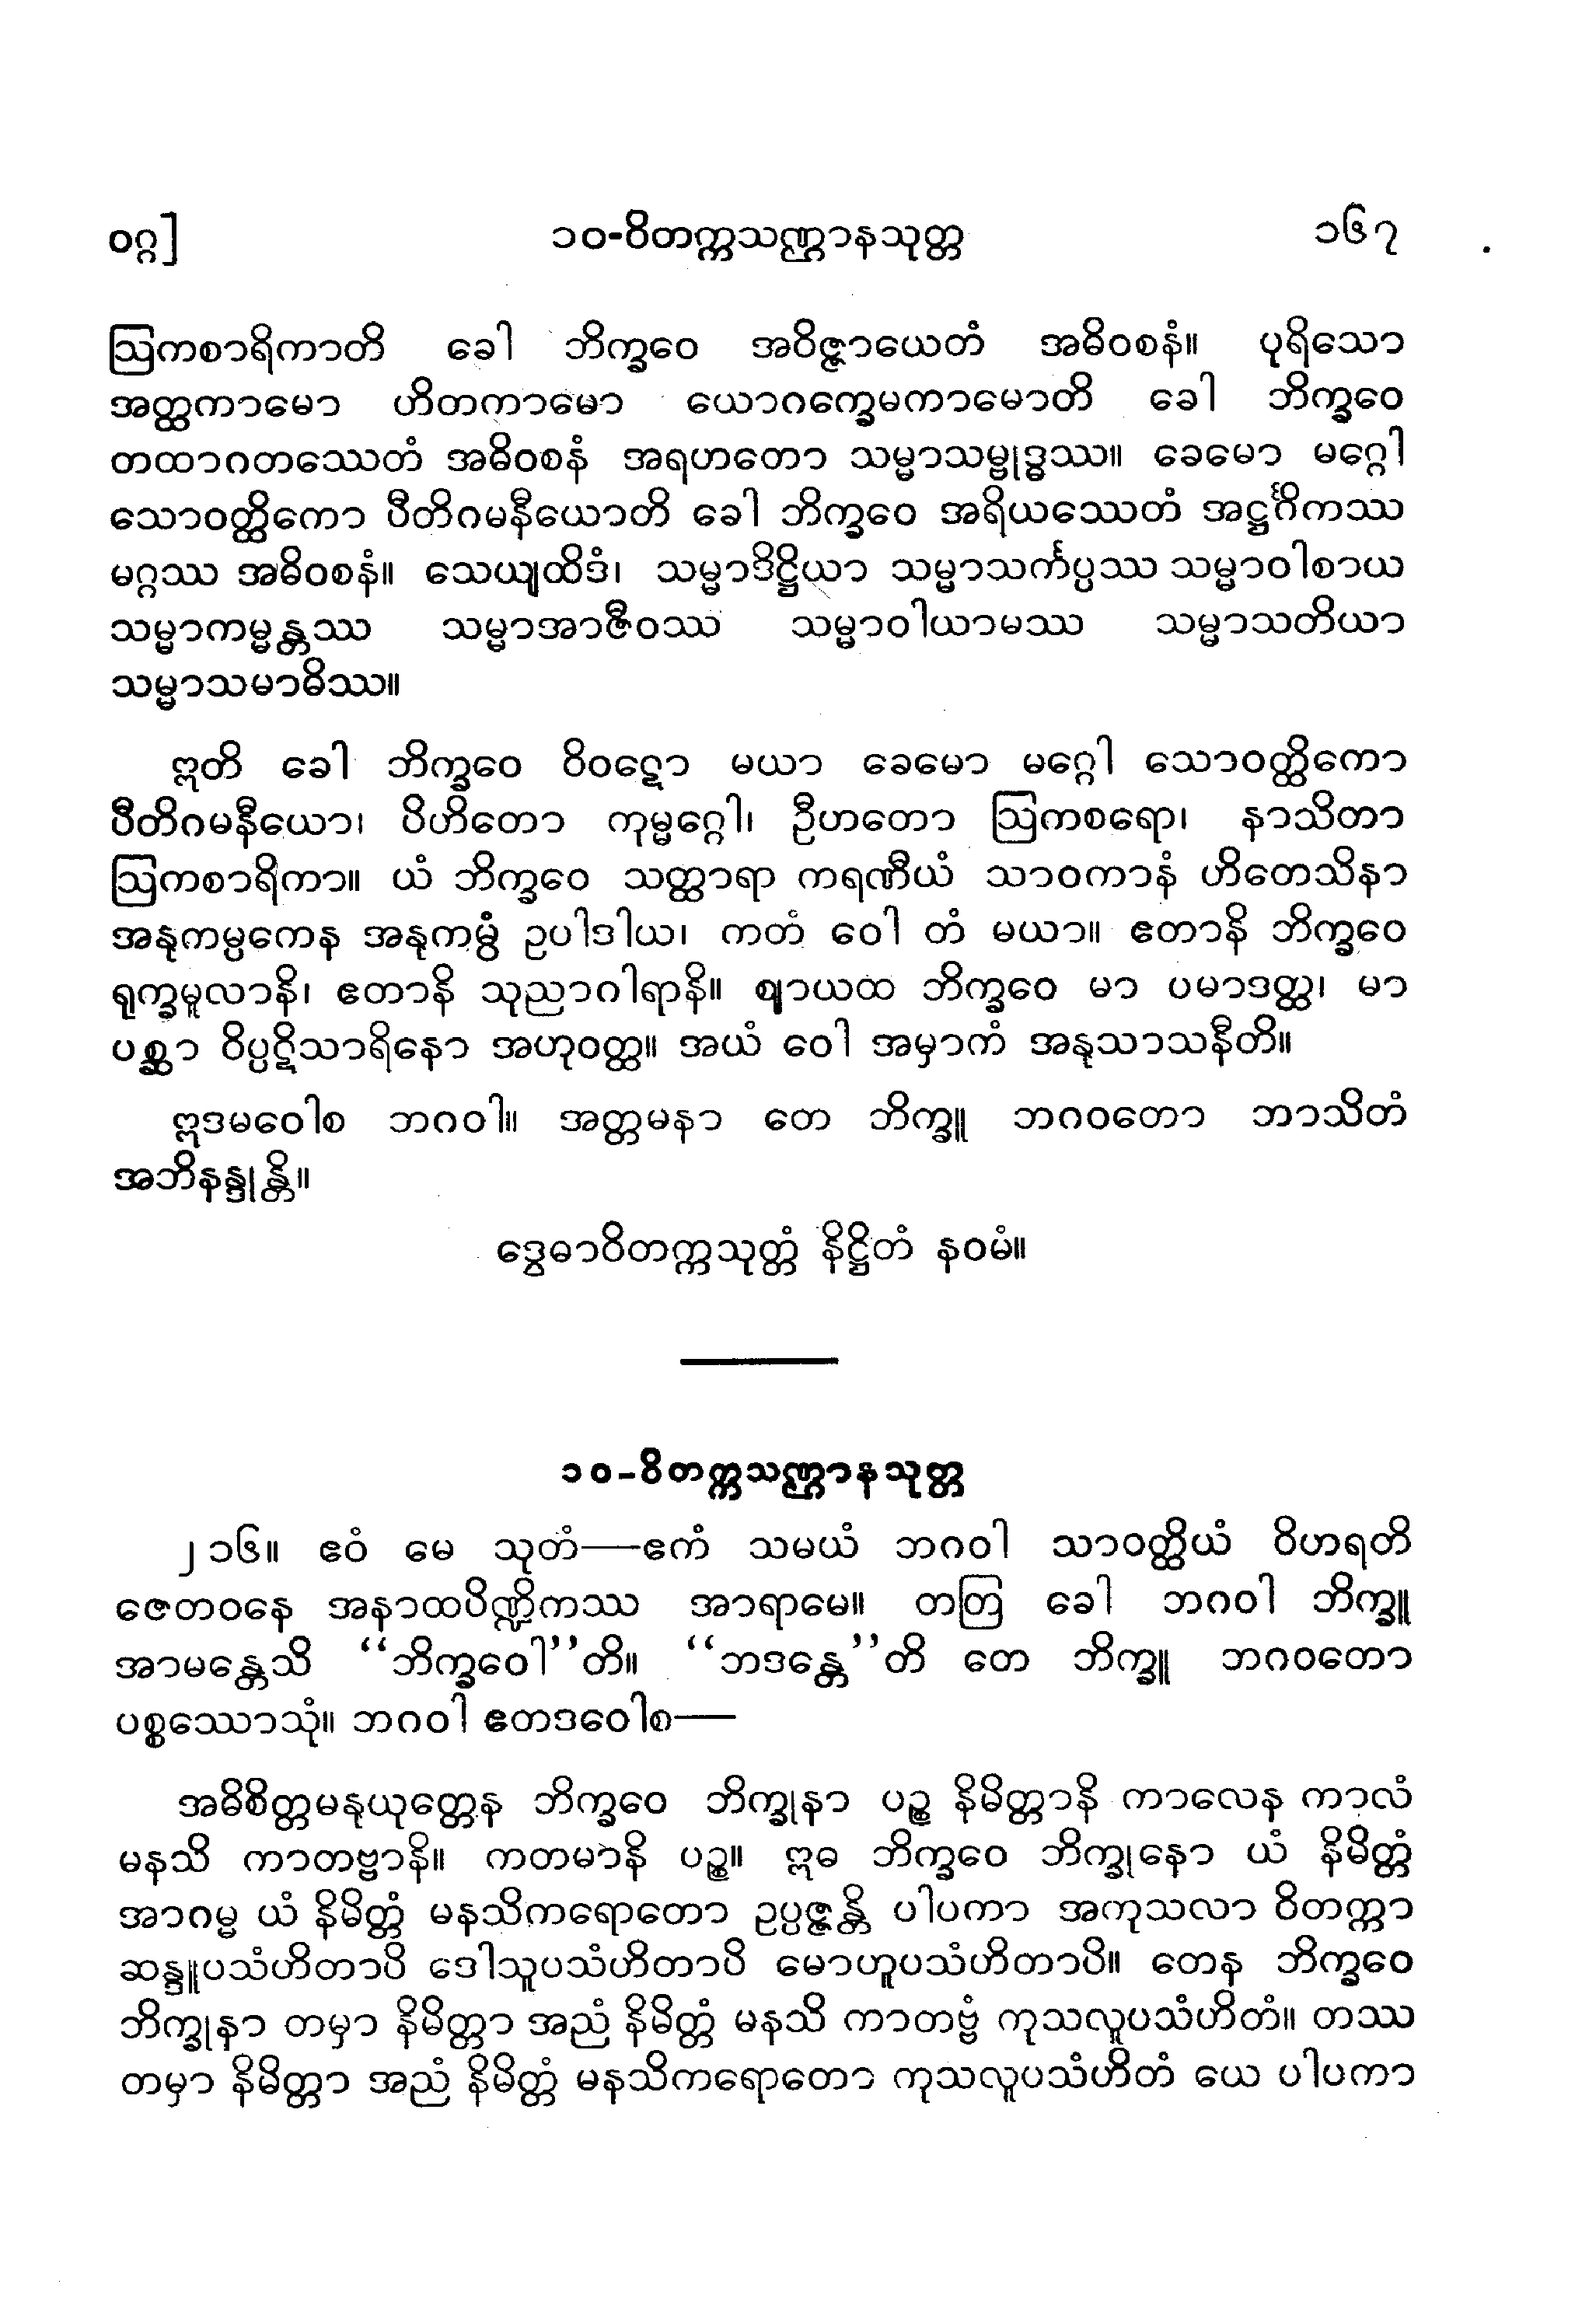 ဝဂ္ဂ] ၁၀-ဝိတက္ကသဏ္ဌာနသုတ္တ ၁၆၇
ဩကစာရိကာတိ ခေါ ဘိက္ခဝေ အဝိဇ္ဇာယေတံ အဓိဝစနံ။ ပုရိသော
အတ္ထကာမော ဟိတကာမော ယောဂက္ခေမကာမောတိ ခေါ ဘိက္ခဝေ
တထာဂတဿေတံ အဓိဝစနံ အရဟတော သမ္မာသမ္ဗုဒ္ဓဿ။ ခေမော မဂ္ဂေါ
သောဝတ္ထိကော ပီတိဂမနီယောတိ ခေါ ဘိက္ခဝေ အရိယဿေတံ အဋ္ဌင်္ဂိကဿ
မဂ္ဂဿ အဓိဝစနံ။ သေယျထိဒံ၊ သမ္မာဒိဋ္ဌိယာ သမ္မာသင်္ကပ္ပဿ သမ္မာဝါစာယ
သမ္မာကမ္မန္တဿ သမ္မာအာဇီဝဿ သမ္မာဝါယာမဿ သမ္မာသတိယာ
သမ္မာသမာဓိဿ။
ဣတိ ခေါ ဘိက္ခဝေ ဝိဝဋော မယာ ခေမော မဂ္ဂေါ သောဝတ္ထိကော
ပီတိဂမနီယော၊ ပိဟိတော ကုမ္မဂ္ဂေါ၊ ဦဟတော ဩကစရော၊ နာသိတာ
ဩကစာရိကာ။ ယံ ဘိက္ခဝေ သတ္ထာရာ ကရဏီယံ သာဝကာနံ ဟိတေသိနာ
အနုကမ္ပကေန အနုကမ္ပံ ဥပါဒါယ၊ ကတံ ဝေါ တံ မယာ။ ဧတာနိ ဘိက္ခဝေ
ရုက္ခမူလာနိ၊ ဧတာနိ သုညာဂါရာနိ။ ဈာယထ ဘိက္ခဝေ မာ ပမာဒတ္ထ၊ မာ
ပစ္ဆာ ဝိပ္ပဋိသာရိနော အဟုဝတ္ထ။ အယံ ဝေါ အမှာကံ အနုသာသနီတိ။
ဣဒမဝေါစ ဘဂဝါ။ အတ္တမနာ တေ ဘိက္ခူ ဘဂဝတော ဘာသိတံ
အဘိနန္ဒုန္တိ။
ဒွေဓာဝိတက္ကသုတ္တံ နိဋ္ဌိတံ နဝမံ။
၁၀-ဝိတက္ကသဏ္ဌာနသုတ္တ
၂၁၆။ ဧဝံ မေ သုတံ—ဧကံ သမယံ ဘဂဝါ သာဝတ္ထိယံ ဝိဟရတိ
ဇေတဝနေ အနာထပိဏ္ဍိကဿ အာရာမေ။ တတြ ခေါ ဘဂဝါ ဘိက္ခူ
အာမန္တေသိ “ဘိက္ခဝေါ”တိ။ “ဘဒန္တေ”တိ တေ ဘိက္ခူ ဘဂဝတော
ပစ္စဿောသုံ။ ဘဂဝါ ဧတဒဝေါစ—
အဓိစိတ္တမနုယုတ္တေန ဘိက္ခဝေ ဘိက္ခုနာ ပဉ္စ နိမိတ္တာနိ ကာလေန ကာလံ
မနသိ ကာတဗ္ဗာနိ။ ကတမာနိ ပဉ္စ။ ဣဓ ဘိက္ခဝေ ဘိက္ခုနော ယံ နိမိတ္တံ
အာဂမ္မ ယံ နိမိတ္တံ မနသိကရောတော ဥပ္ပဇ္ဇန္တိ ပါပကာ အကုသလာ ဝိတက္ကာ
ဆန္ဒူပသံဟိတာပိ ဒေါသူပသံဟိတာပိ မောဟူပသံဟိတာပိ။ တေန ဘိက္ခဝေ
ဘိက္ခုနာ တမှာ နိမိတ္တာ အညံ နိမိတ္တံ မနသိ ကာတဗ္ဗံ ကုသလူပသံဟိတံ။ တဿ
တမှာ နိမိတ္တာ အညံ နိမိတ္တံ မနသိကရောတော ကုသလူပသံဟိတံ ယေ ပါပကာ